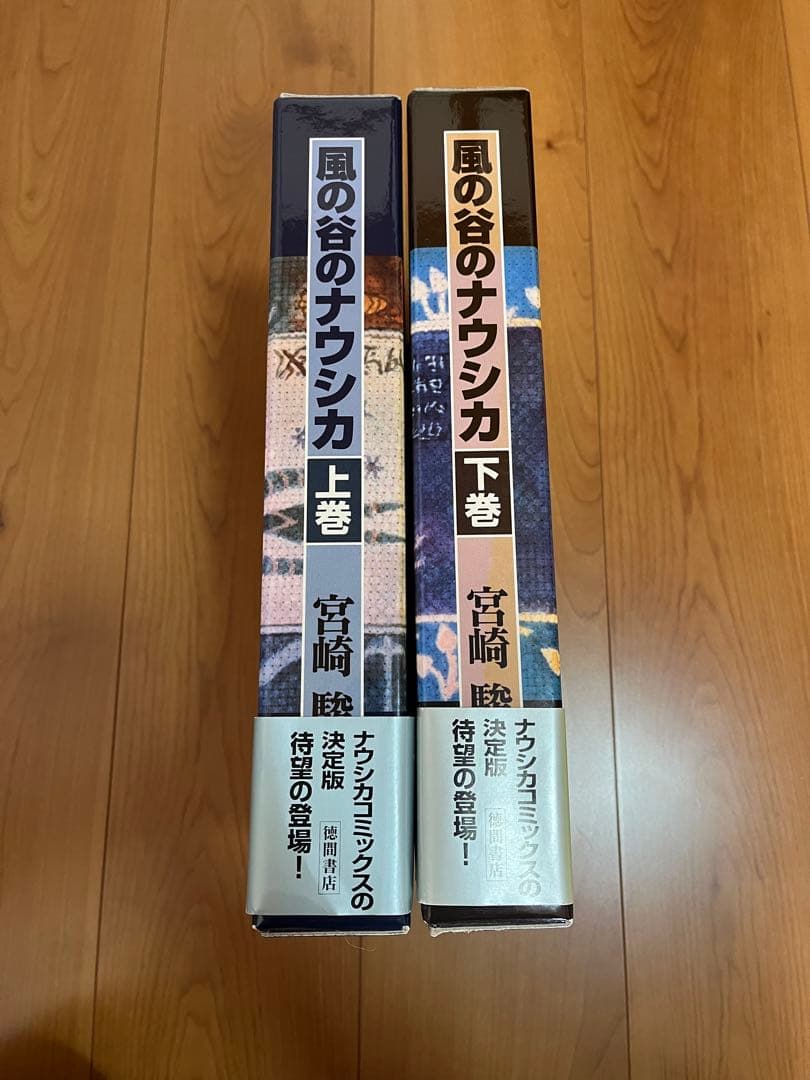 風の谷のナウシカ
上巻
宮崎 駿
ナウシカコミックスの
決定版
待望の登場!
徳間書店
風の谷のナウシカ
下巻
宮崎 駿
ナウシカコミックスの
決定版
待望の登場!
徳間書店